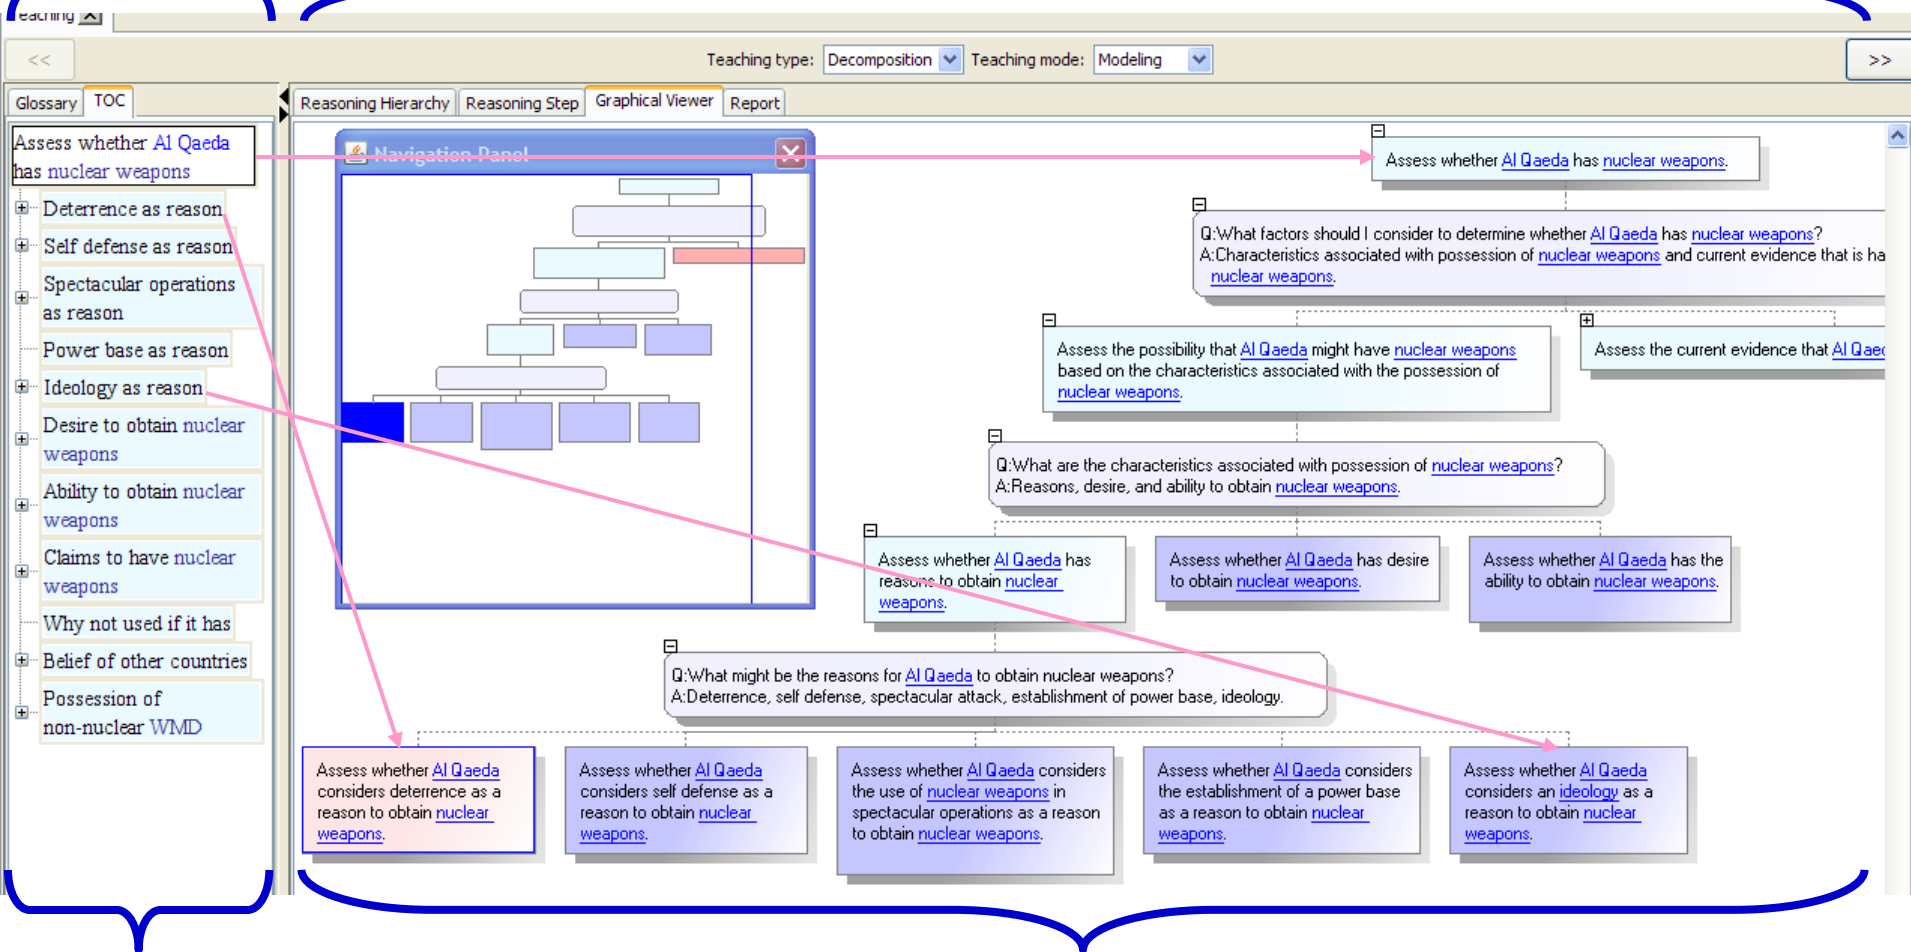 Teaching
<<
Teaching type: Decomposition Teaching mode: Modeling
>>
Glossary TOC
Reasoning Hierarchy Reasoning Step Graphical Viewer Report
Assess whether Al Qaeda
has nuclear weapons
Deterrence as reason
Self defense as reason
Spectacular operations
as reason
Power base as reason
Ideology as reason
Desire to obtain nuclear
weapons
Ability to obtain nuclear
weapons
Claims to have nuclear
weapons
Why not used if it has
Belief of other countries
Possession of
non-nuclear WMD
Navigation Panel
Assess whether Al Qaeda has nuclear weapons.
Q:What factors should I consider to determine whether Al Qaeda has nuclear weapons?
A:Characteristics associated with possession of nuclear weapons and current evidence that is ha
nuclear weapons.
Assess the possibility that Al Qaeda might have nuclear weapons
based on the characteristics associated with the possession of
nuclear weapons.
Assess the current evidence that Al Qaed
Q:What are the characteristics associated with possession of nuclear weapons?
A:Reasons, desire, and ability to obtain nuclear weapons.
Assess whether Al Qaeda has
reasons to obtain nuclear
weapons.
Assess whether Al Qaeda has desire
to obtain nuclear weapons.
Assess whether Al Qaeda has the
ability to obtain nuclear weapons.
Q:What might be the reasons for Al Qaeda to obtain nuclear weapons?
A:Deterrence, self defense, spectacular attack, establishment of power base, ideology.
Assess whether Al Qaeda
considers deterrence as a
reason to obtain nuclear
weapons.
Assess whether Al Qaeda
considers self defense as a
reason to obtain nuclear
weapons.
Assess whether Al Qaeda considers
the use of nuclear weapons in
spectacular operations as a reason
to obtain nuclear weapons.
Assess whether Al Qaeda considers
the establishment of a power base
as a reason to obtain nuclear
weapons.
Assess whether Al Qaeda
considers an ideology as a
reason to obtain nuclear
weapons.